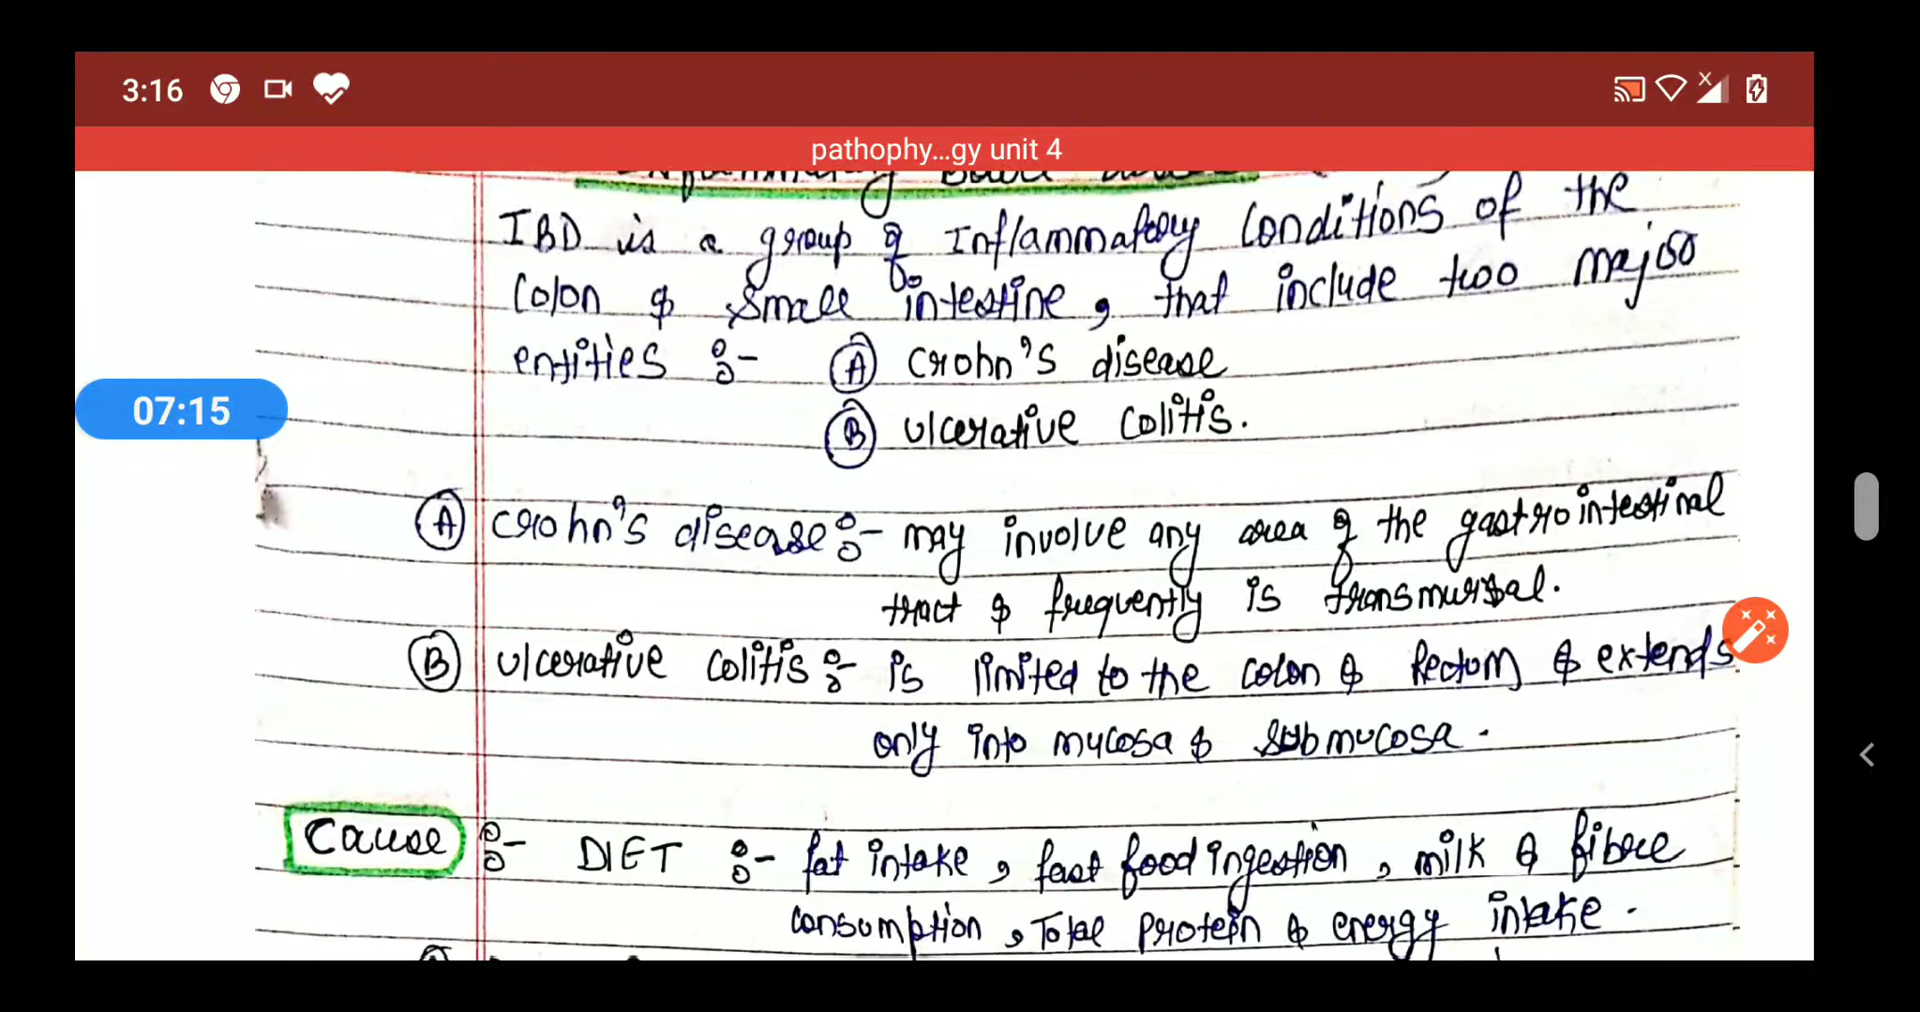 3:16
pathophy...gy unit 4
IBD is a group of Inflammatory Conditions of the
Colon & Small intestine, that include two major
entities :- (A) Crohn's disease
(B) Ulcerative Colitis.
07:15
(A) Crohn's disease :- may involve any area of the gastrointestinal
tract & frequently is transmural.
(B) Ulcerative Colitis :- is limited to the colon & Rectum & extends
only into mucosa & submucosa.
Cause :- DIET :- fat intake, fast food ingestion, milk & fibre
consumption, Total protein & energy intake.